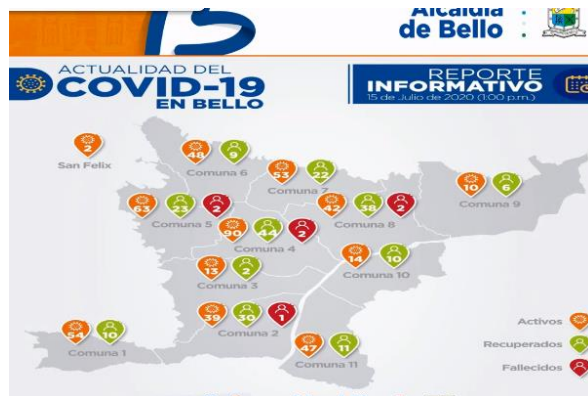 Alcaldía
de Bello
ACTUALIDAD DEL
COVID-19
EN BELLO
REPORTE
INFORMATIVO
15 de Julio de 2020 (1:00 p.m.)
2
San Felix
48 9
Comuna 6
53 22
Comuna 7
10 6
Comuna 9
63 23 2
Comuna 5
42 38 2
Comuna 8
90 44 2
Comuna 4
14 10
Comuna 10
13 2
Comuna 3
39 30 1
Comuna 2
54 10
Comuna 1
47 11
Comuna 11
Activos
Recuperados
Fallecidos